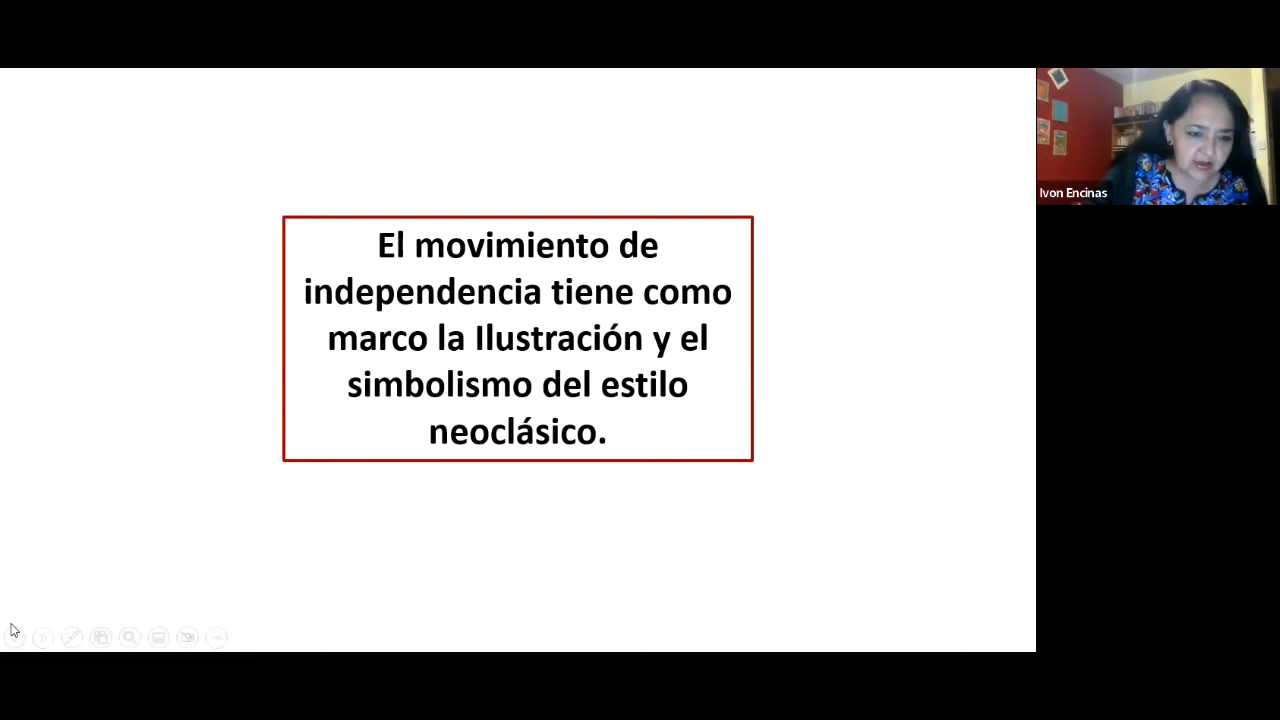 El movimiento de
independencia tiene como
marco la Ilustración y el
simbolismo del estilo
neoclásico.
Ivon Encinas